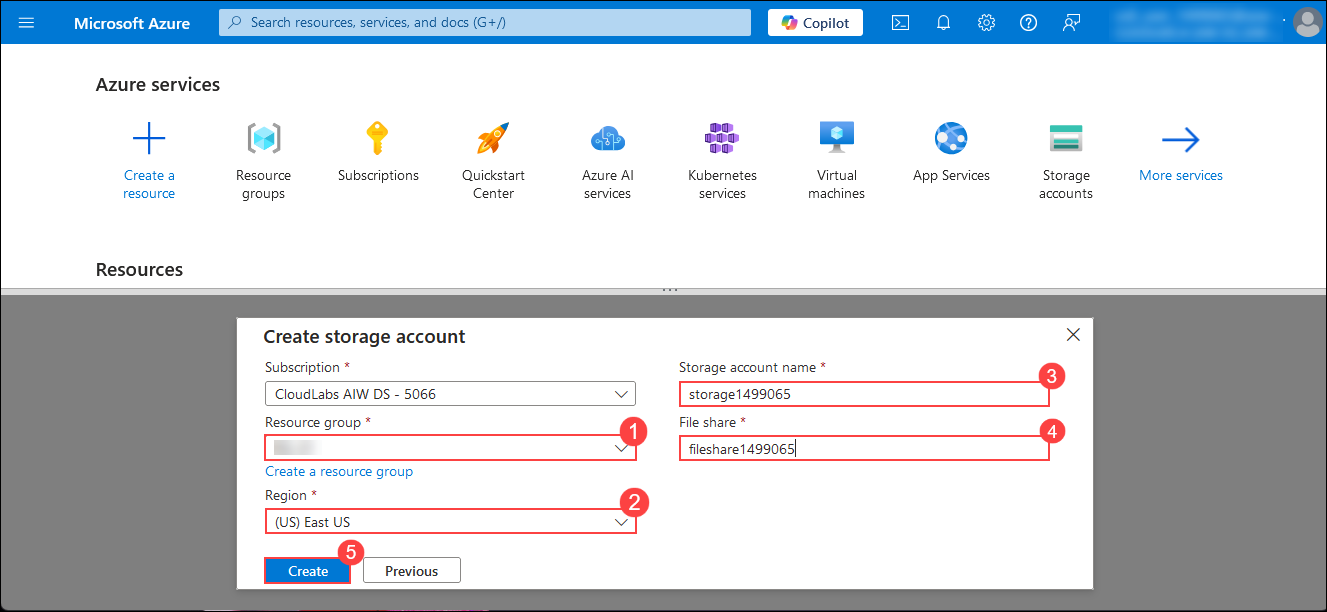 Microsoft Azure
Search resources, services, and docs (G+/)
Copilot
Azure services
Create a
resource
Resource
groups
Subscriptions
Quickstart
Center
Azure AI
services
Kubernetes
services
Virtual
machines
App Services
Storage
accounts
More services
Resources
Create storage account
Subscription *
CloudLabs AIW DS - 5066
Resource group *
1
Create a resource group
Region *
2
(US) East US
Storage account name *
3
storage1499065
File share *
4
fileshare1499065
5
Create
Previous